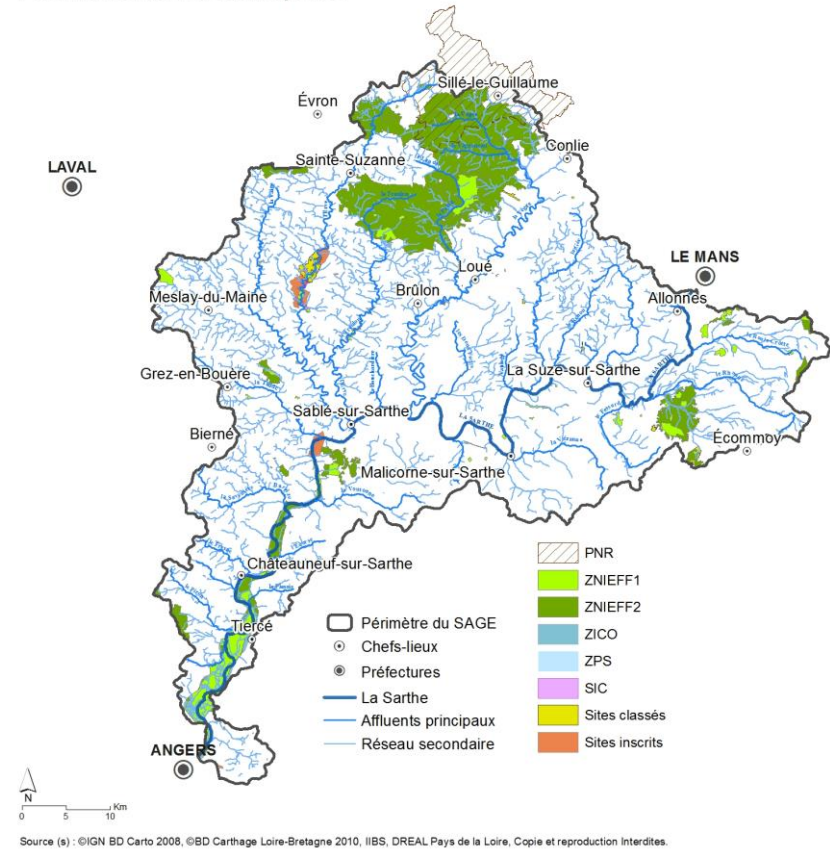 Sillé-le-Guillaume
Évron
Conlie
LAVAL
Sainte-Suzanne
LE MANS
Loué
Meslay-du-Maine
Brûlon
Allonnes
Grez-en-Bouère
La Suze-sur-Sarthe
Sablé-sur-Sarthe
LA SARTHE
LA SARTHE
Bierné
Écommoy
Malicorne-sur-Sarthe
Châteauneuf-sur-Sarthe
Tiercé
ANGERS
Périmètre du SAGE
Chefs-lieux
Préfectures
La Sarthe
Affluents principaux
Réseau secondaire
PNR
ZNIEFF1
ZNIEFF2
ZICO
ZPS
SIC
Sites classés
Sites inscrits
N
Km
0 5 10
Source (s) : ©IGN BD Carto 2008, ©BD Carthage Loire-Bretagne 2010, IIBS, DREAL Pays de la Loire, Copie et reproduction Interdites.